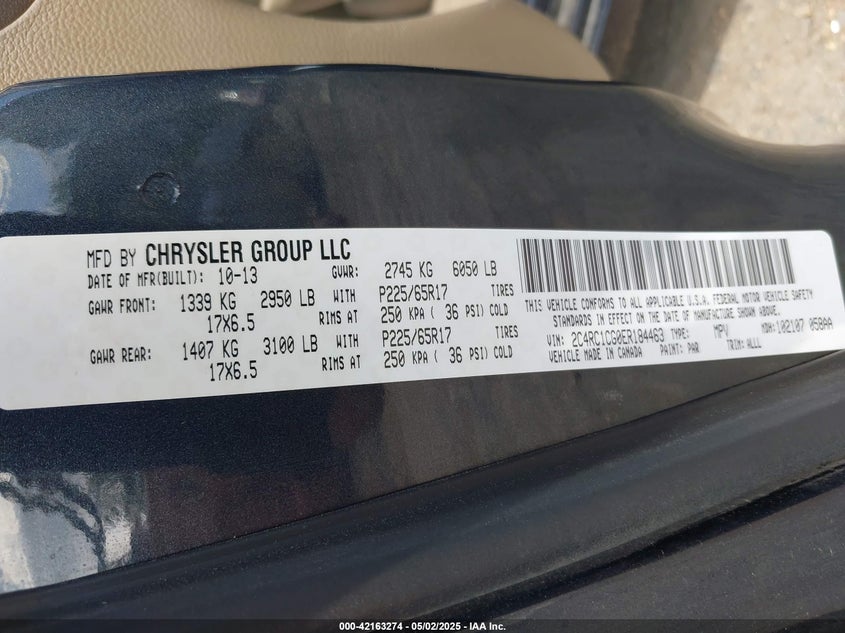 MFD BY CHRYSLER GROUP LLC
DATE OF MFR(BUILT): 10-13 GVWR: 2745 KG 6050 LB
GAWR FRONT: 1339 KG 2950 LB WITH P225/65R17 TIRES
17X6.5 RIMS AT 250 KPA ( 36 PSI) COLD
GAWR REAR: 1407 KG 3100 LB WITH P225/65R17 TIRES
17X6.5 RIMS AT 250 KPA ( 36 PSI) COLD
THIS VEHICLE CONFORMS TO ALL APPLICABLE U.S.A. FEDERAL MOTOR VEHICLE SAFETY
STANDARDS IN EFFECT ON THE DATE OF MANUFACTURE SHOWN ABOVE.
VIN: 2C4RC1CG0ER184463 TYPE: MPV MDH: 102107 058AA
VEHICLE MADE IN CANADA PAINT: PAR TRIM: ALL1
000-42163274 - 05/02/2025 - IAA Inc.